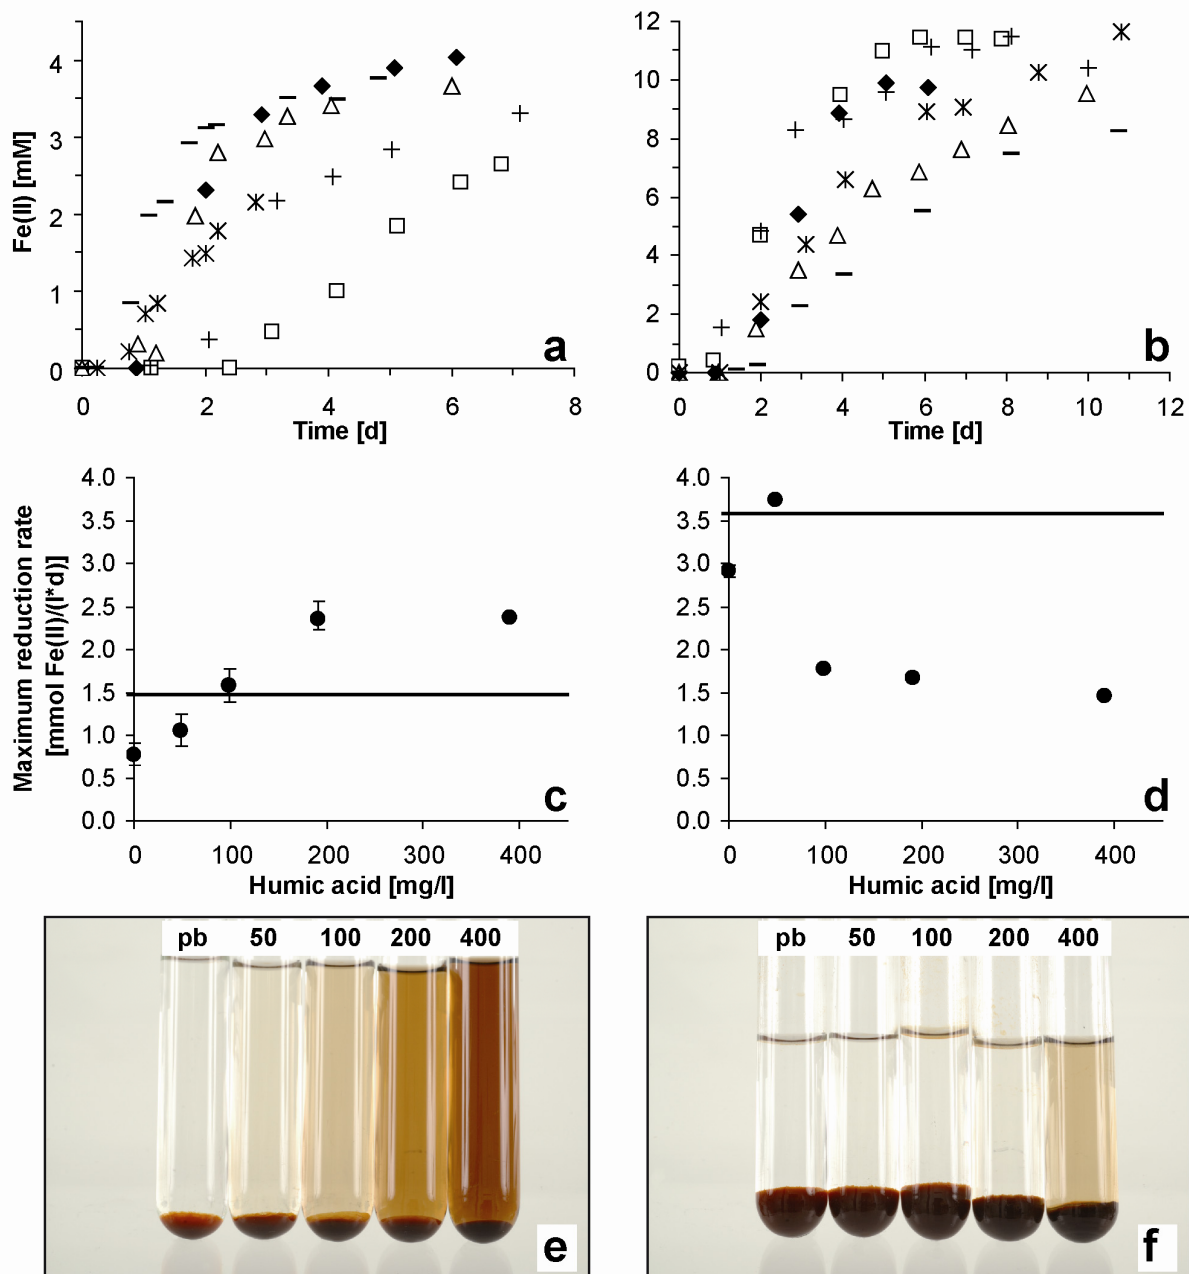 Fe(II) [mM]
4
3
2
1
0
0 2 4 6 8
Time [d]
a
12
10
8
6
4
2
0
0 2 4 6 8 10 12
Time [d]
b
Maximum reduction rate
[mmol Fe(II)/(l*d)]
4.0
3.5
3.0
2.5
2.0
1.5
1.0
0.5
0.0
0 100 200 300 400
Humic acid [mg/l]
c
4.0
3.5
3.0
2.5
2.0
1.5
1.0
0.5
0.0
0 100 200 300 400
Humic acid [mg/l]
d
pb 50 100 200 400
e
pb 50 100 200 400
f